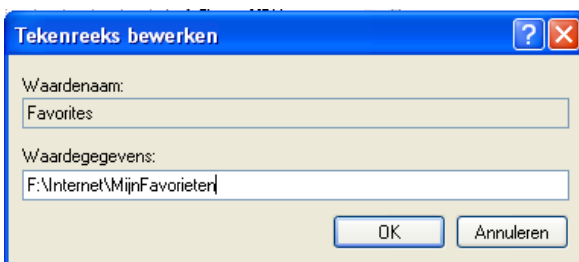 Tekenreeks bewerken
Waardenaam:
Favorites
Waardegegevens:
F:\Internet\MijnFavorieten
OK Annuleren